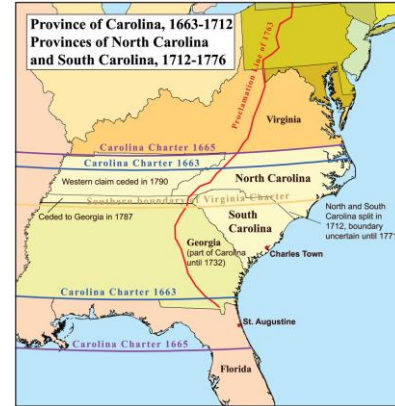 Province of Carolina, 1663-1712
Provinces of North Carolina
and South Carolina, 1712-1776
Proclamation Line of 1763
Virginia
Carolina Charter 1665
Carolina Charter 1663
North Carolina
Western claim ceded in 1790
Southern boundary of Virginia Charter
Ceded to Georgia in 1787
South
Carolina
North and South
Carolina split in
1712, boundary
uncertain until 1771
Georgia
(part of Carolina
until 1732)
Charles Town
Carolina Charter 1663
St. Augustine
Carolina Charter 1665
Florida